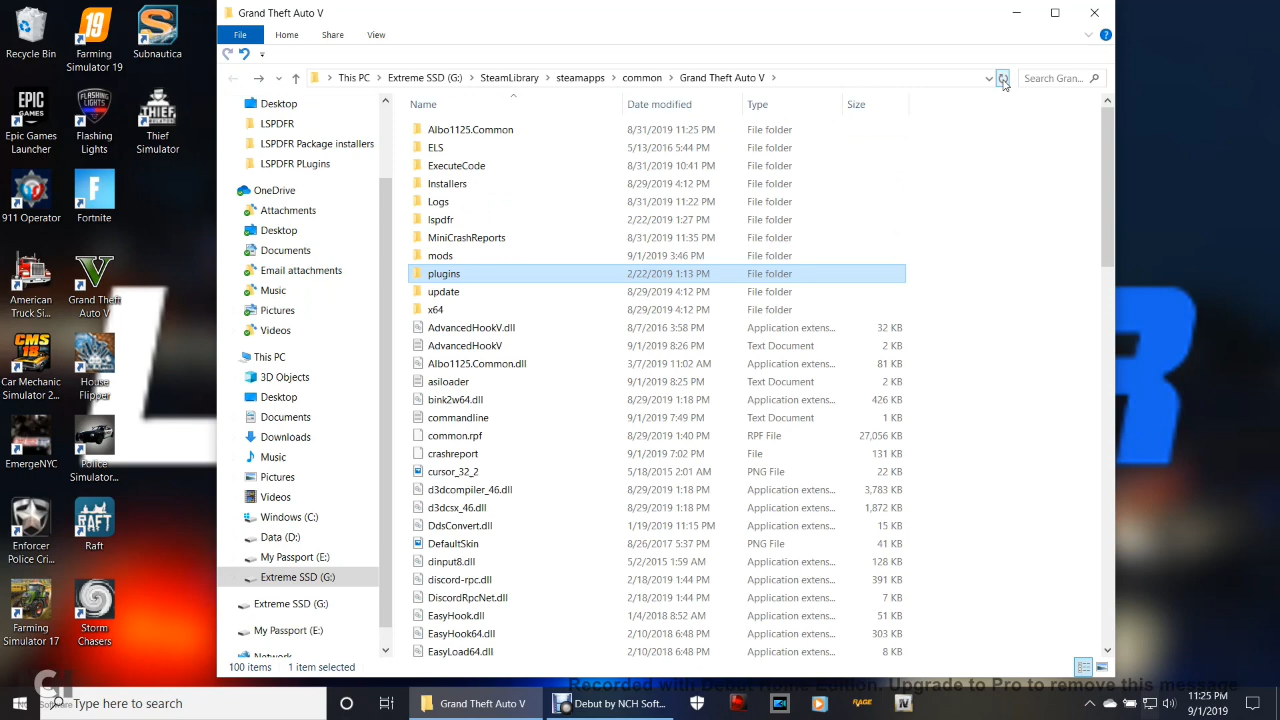 Grand Theft Auto V
File Home Share View
This PC Extreme SSD (G:) SteamLibrary steamapps common Grand Theft Auto V
Search Gran...
Recycle Bin
Farming Simulator 19
Subnautica
Epic Games Launcher
Flashing Lights
Thief Simulator
911 Operator
Fortnite
American Truck Si...
Grand Theft Auto V
Car Mechanic Simulator 2...
House Flipper
EmergeNYC
Police Simulator...
Enforcer Police Cri...
Raft
Farming Simulator 17
Storm Chasers
Desktop
LSPDFR
LSPDFR Package installers
LSPDFR PLugins
OneDrive
Attachments
Desktop
Documents
Email attachments
Music
Pictures
Videos
This PC
3D Objects
Desktop
Documents
Downloads
Music
Pictures
Videos
Windows (C:)
Data (D:)
My Passport (E:)
Extreme SSD (G:)
Extreme SSD (G:)
My Passport (E:)
Name Date modified Type Size
Albo1125.Common 8/31/2019 11:25 PM File folder
ELS 5/13/2016 5:44 PM File folder
ExecuteCode 8/31/2019 10:41 PM File folder
Installers 8/29/2019 4:12 PM File folder
Logs 8/31/2019 11:22 PM File folder
lspdfr 2/22/2019 1:27 PM File folder
MiniCrashReports 8/31/2019 11:35 PM File folder
mods 9/1/2019 3:46 PM File folder
plugins 2/22/2019 1:13 PM File folder
update 8/29/2019 4:12 PM File folder
x64 8/29/2019 4:12 PM File folder
AdvancedHookV.dll 8/7/2016 3:58 PM Application extens... 32 KB
AdvancedHookV 9/1/2019 8:26 PM Text Document 2 KB
Albo1125.Common.dll 3/7/2019 11:02 AM Application extens... 81 KB
asiloader 9/1/2019 8:25 PM Text Document 2 KB
bink2w64.dll 8/29/2019 1:18 PM Application extens... 426 KB
commandline 9/1/2019 7:49 PM Text Document 1 KB
common.rpf 8/29/2019 1:40 PM RPF File 27,056 KB
crashreport 9/1/2019 7:02 PM File 131 KB
cursor_32_2 5/18/2015 2:01 AM PNG File 22 KB
d3dcompiler_46.dll 8/29/2019 1:18 PM Application extens... 3,783 KB
d3dcsx_46.dll 8/29/2019 1:18 PM Application extens... 1,872 KB
DdsConvert.dll 1/19/2019 11:15 PM Application extens... 15 KB
DefaultSkin 8/26/2017 5:37 PM PNG File 41 KB
dinput8.dll 5/2/2015 1:59 AM Application extens... 128 KB
discord-rpc.dll 2/18/2019 1:44 PM Application extens... 391 KB
DiscordRpcNet.dll 2/18/2019 1:44 PM Application extens... 7 KB
EasyHook.dll 1/4/2018 8:52 AM Application extens... 51 KB
EasyHook64.dll 2/10/2018 6:48 PM Application extens... 303 KB
EasyLoad64.dll 2/10/2018 6:48 PM Application extens... 8 KB
100 items 1 item selected
Recorded with Debut Home Edition. Upgrade to Pro to remove this message
Type here to search
Grand Theft Auto V
Debut by NCH Soft...
RAGE
11:25 PM
9/1/2019